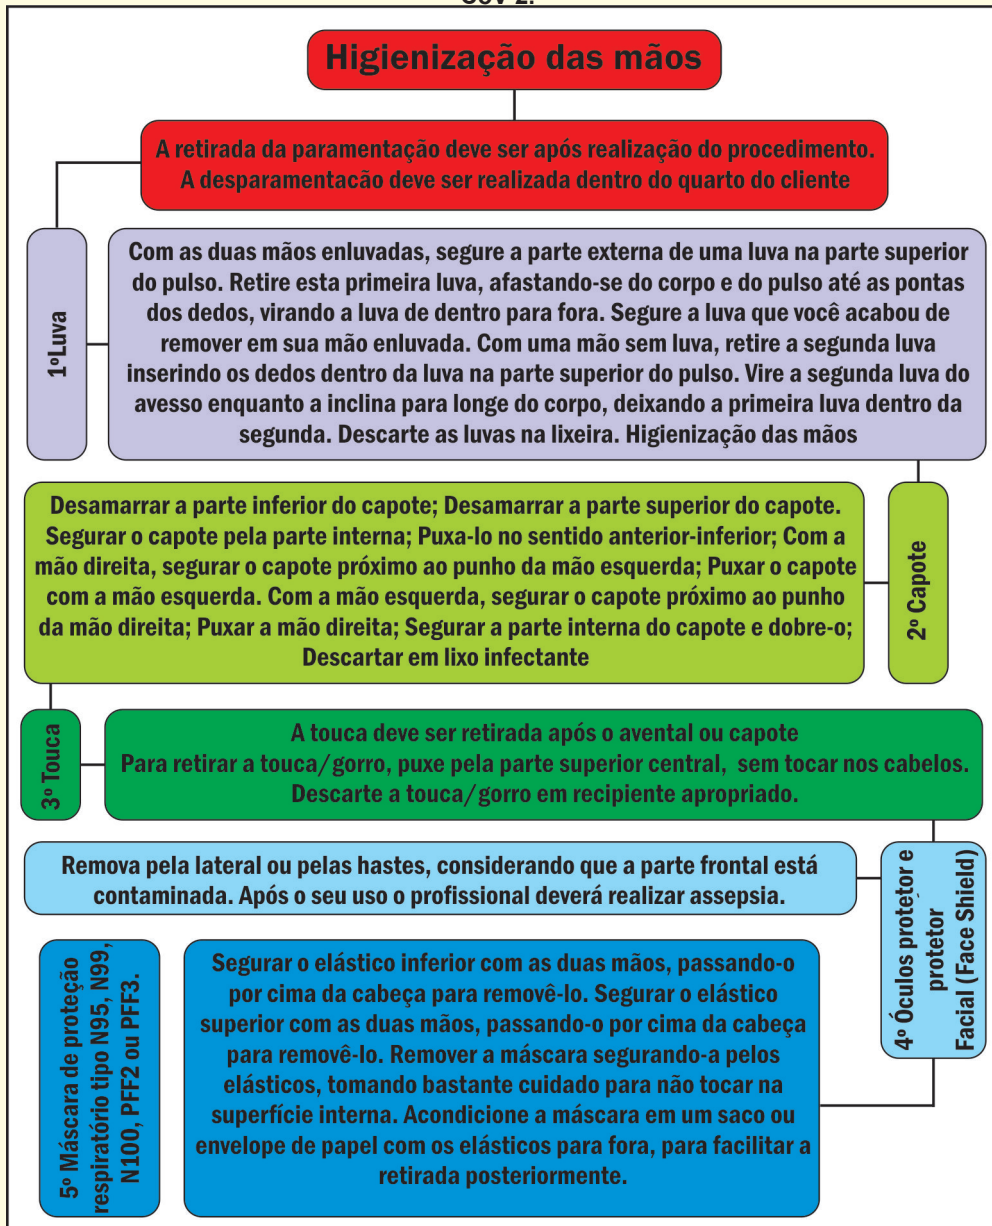 CoV-2.
Higienização das mãos
A retirada da paramentação deve ser após realização do procedimento.
A desparamentacão deve ser realizada dentro do quarto do cliente
1ºLuva
Com as duas mãos enluvadas, segure a parte externa de uma luva na parte superior
do pulso. Retire esta primeira luva, afastando-se do corpo e do pulso até as pontas
dos dedos, virando a luva de dentro para fora. Segure a luva que você acabou de
remover em sua mão enluvada. Com uma mão sem luva, retire a segunda luva
inserindo os dedos dentro da luva na parte superior do pulso. Vire a segunda luva do
avesso enquanto a inclina para longe do corpo, deixando a primeira luva dentro da
segunda. Descarte as luvas na lixeira. Higienização das mãos
Desamarrar a parte inferior do capote; Desamarrar a parte superior do capote.
Segurar o capote pela parte interna; Puxa-lo no sentido anterior-inferior; Com a
mão direita, segurar o capote próximo ao punho da mão esquerda; Puxar o capote
com a mão esquerda. Com a mão esquerda, segurar o capote próximo ao punho
da mão direita; Puxar a mão direita; Segurar a parte interna do capote e dobre-o;
Descartar em lixo infectante
2º Capote
3º Touca
A touca deve ser retirada após o avental ou capote
Para retirar a touca/gorro, puxe pela parte superior central, sem tocar nos cabelos.
Descarte a touca/gorro em recipiente apropriado.
Remova pela lateral ou pelas hastes, considerando que a parte frontal está
contaminada. Após o seu uso o profissional deverá realizar assepsia.
4º Óculos protetor e
protetor
Facial (Face Shield)
5º Máscara de proteção
respiratório tipo N95, N99,
N100, PFF2 ou PFF3.
Segurar o elástico inferior com as duas mãos, passando-o
por cima da cabeça para removê-lo. Segurar o elástico
superior com as duas mãos, passando-o por cima da cabeça
para removê-lo. Remover a máscara segurando-a pelos
elásticos, tomando bastante cuidado para não tocar na
superfície interna. Acondicione a máscara em um saco ou
envelope de papel com os elásticos para fora, para facilitar a
retirada posteriormente.